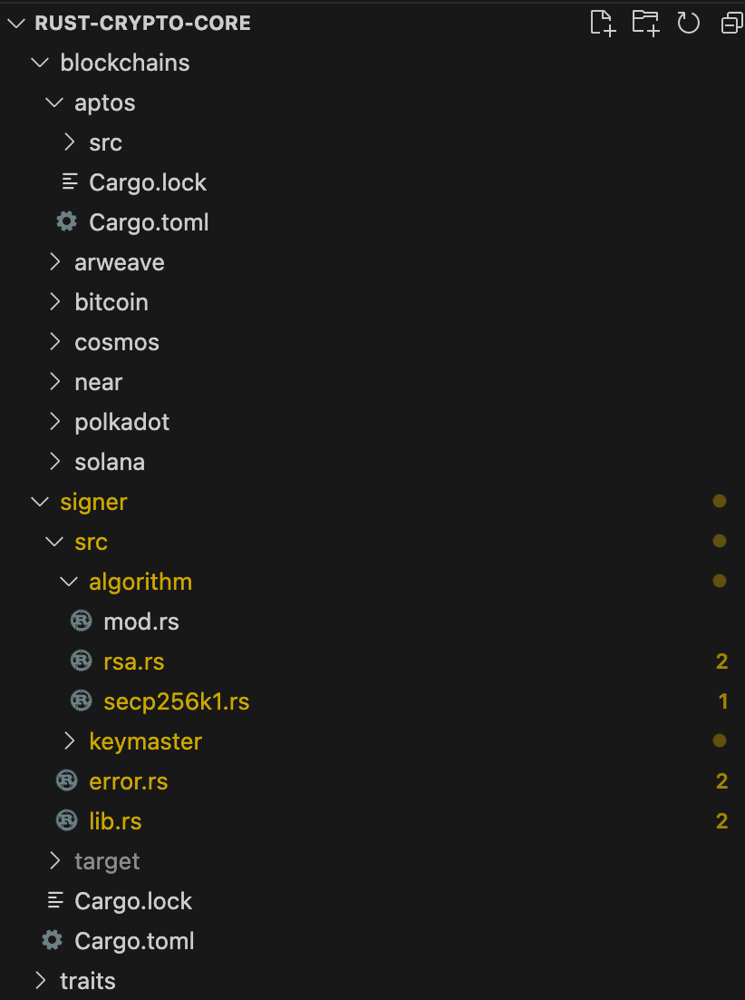 RUST-CRYPTO-CORE
blockchains
aptos
src
Cargo.lock
Cargo.toml
arweave
bitcoin
cosmos
near
polkadot
solana
signer
src
algorithm
mod.rs
rsa.rs 2
secp256k1.rs 1
keymaster
error.rs 2
lib.rs 2
target
Cargo.lock
Cargo.toml
traits